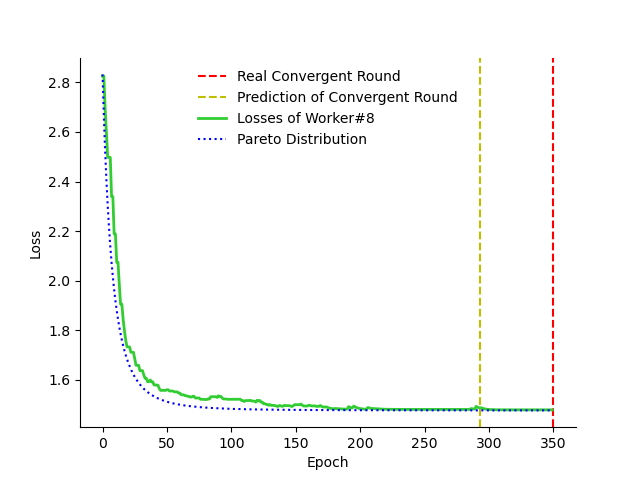 Real Convergent Round
Prediction of Convergent Round
Losses of Worker#8
Pareto Distribution
Loss
2.8
2.6
2.4
2.2
2.0
1.8
1.6
0 50 100 150 200 250 300 350
Epoch